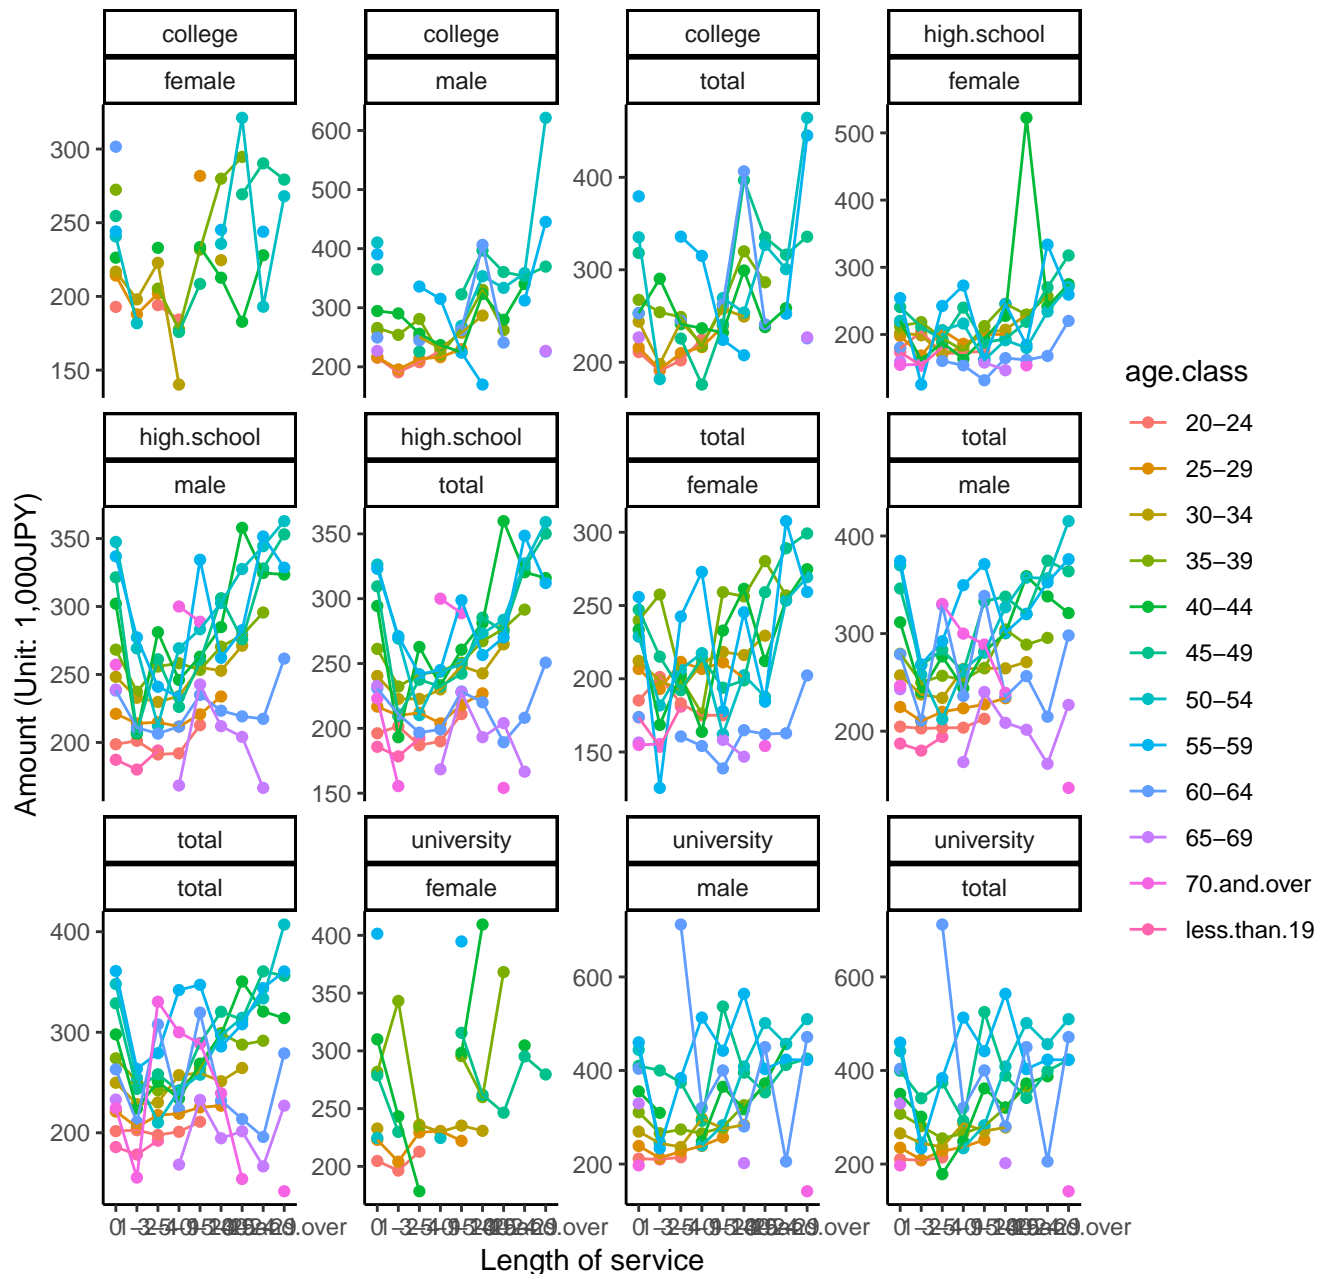 college
female
college
male
college
total
high.school
female
300
250
200
150
600
500
400
300
200
400
300
200
500
400
300
200
high.school
male
high.school
total
total
female
total
male
350
300
250
200
350
300
250
200
150
300
250
200
150
400
300
200
total
total
university
female
university
male
university
total
400
300
200
400
350
300
250
200
600
400
200
600
400
200
Length of service
Amount (Unit: 1,000JPY)
age.class
20−24
25−29
30−34
35−39
40−44
45−49
50−54
55−59
60−64
65−69
70.and.over
less.than.19